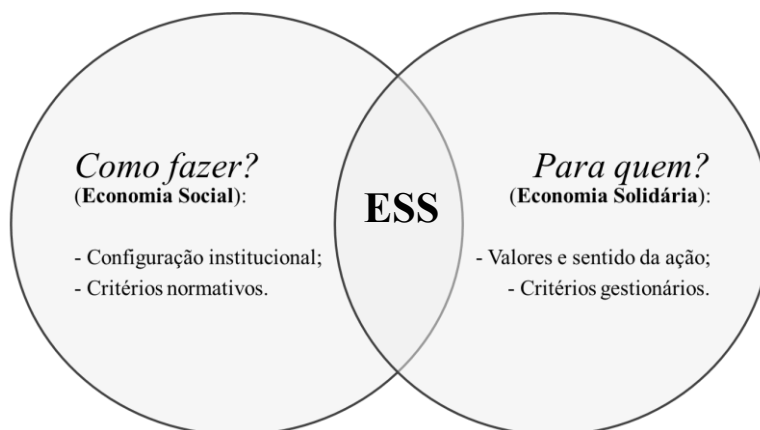 Como fazer?
(Economia Social):
- Configuração institucional;
- Critérios normativos.
ESS
Para quem?
(Economia Solidária):
- Valores e sentido da ação;
- Critérios gestionários.